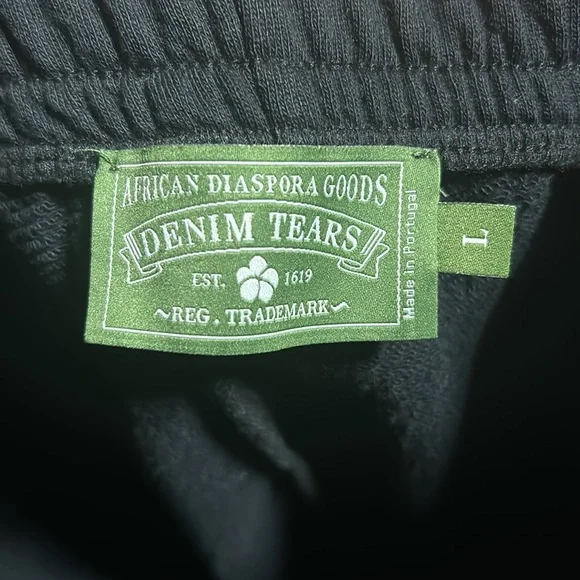 AFRICAN DIASPORA GOODS
DENIM TEARS
EST. 1619
~REG. TRADEMARK~
Made in Portugal
L